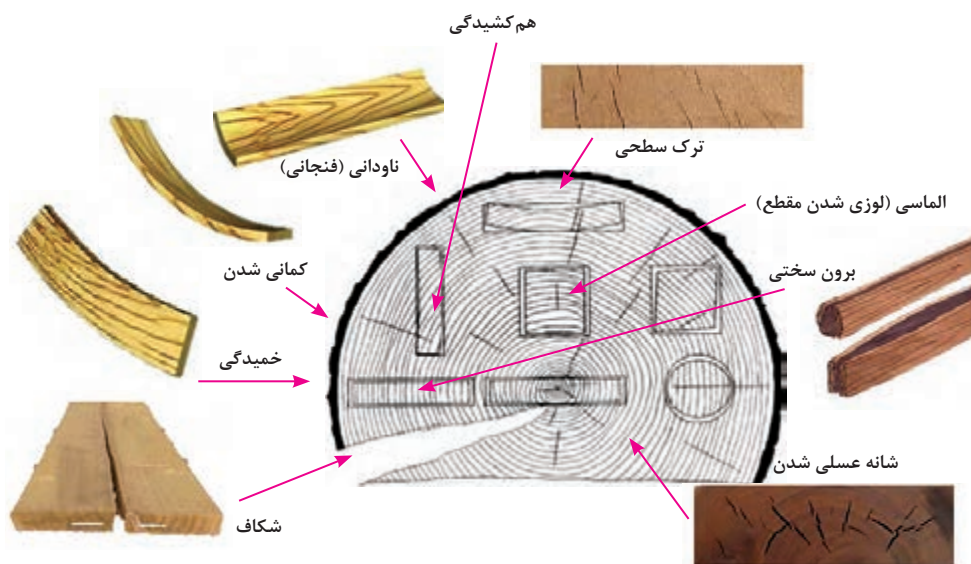 هم کشیدگی
ترک سطحی
ناودانی (فنجانی)
الماسی (لوزی شدن مقطع)
برون سختی
کمانی شدن
خمیدگی
شانه عسلی شدن
شکاف